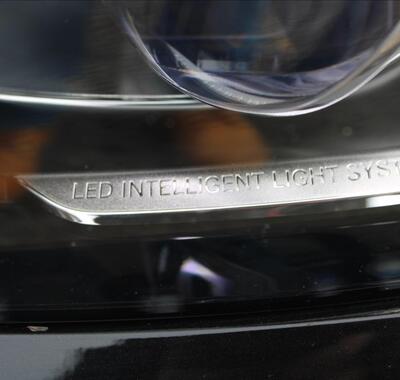 LED INTELLIGENT LIGHT SYST